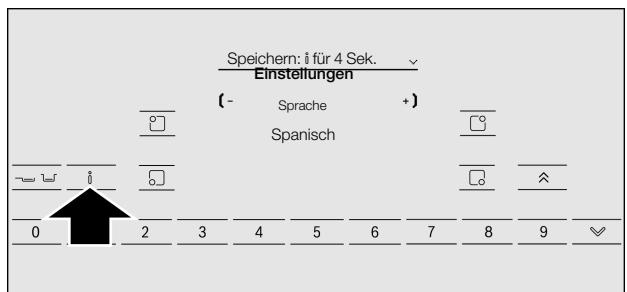 Speichern: i für 4 Sek.
Einstellungen
(- Sprache +)
Spanisch
i
0 2 3 4 5 6 7 8 9